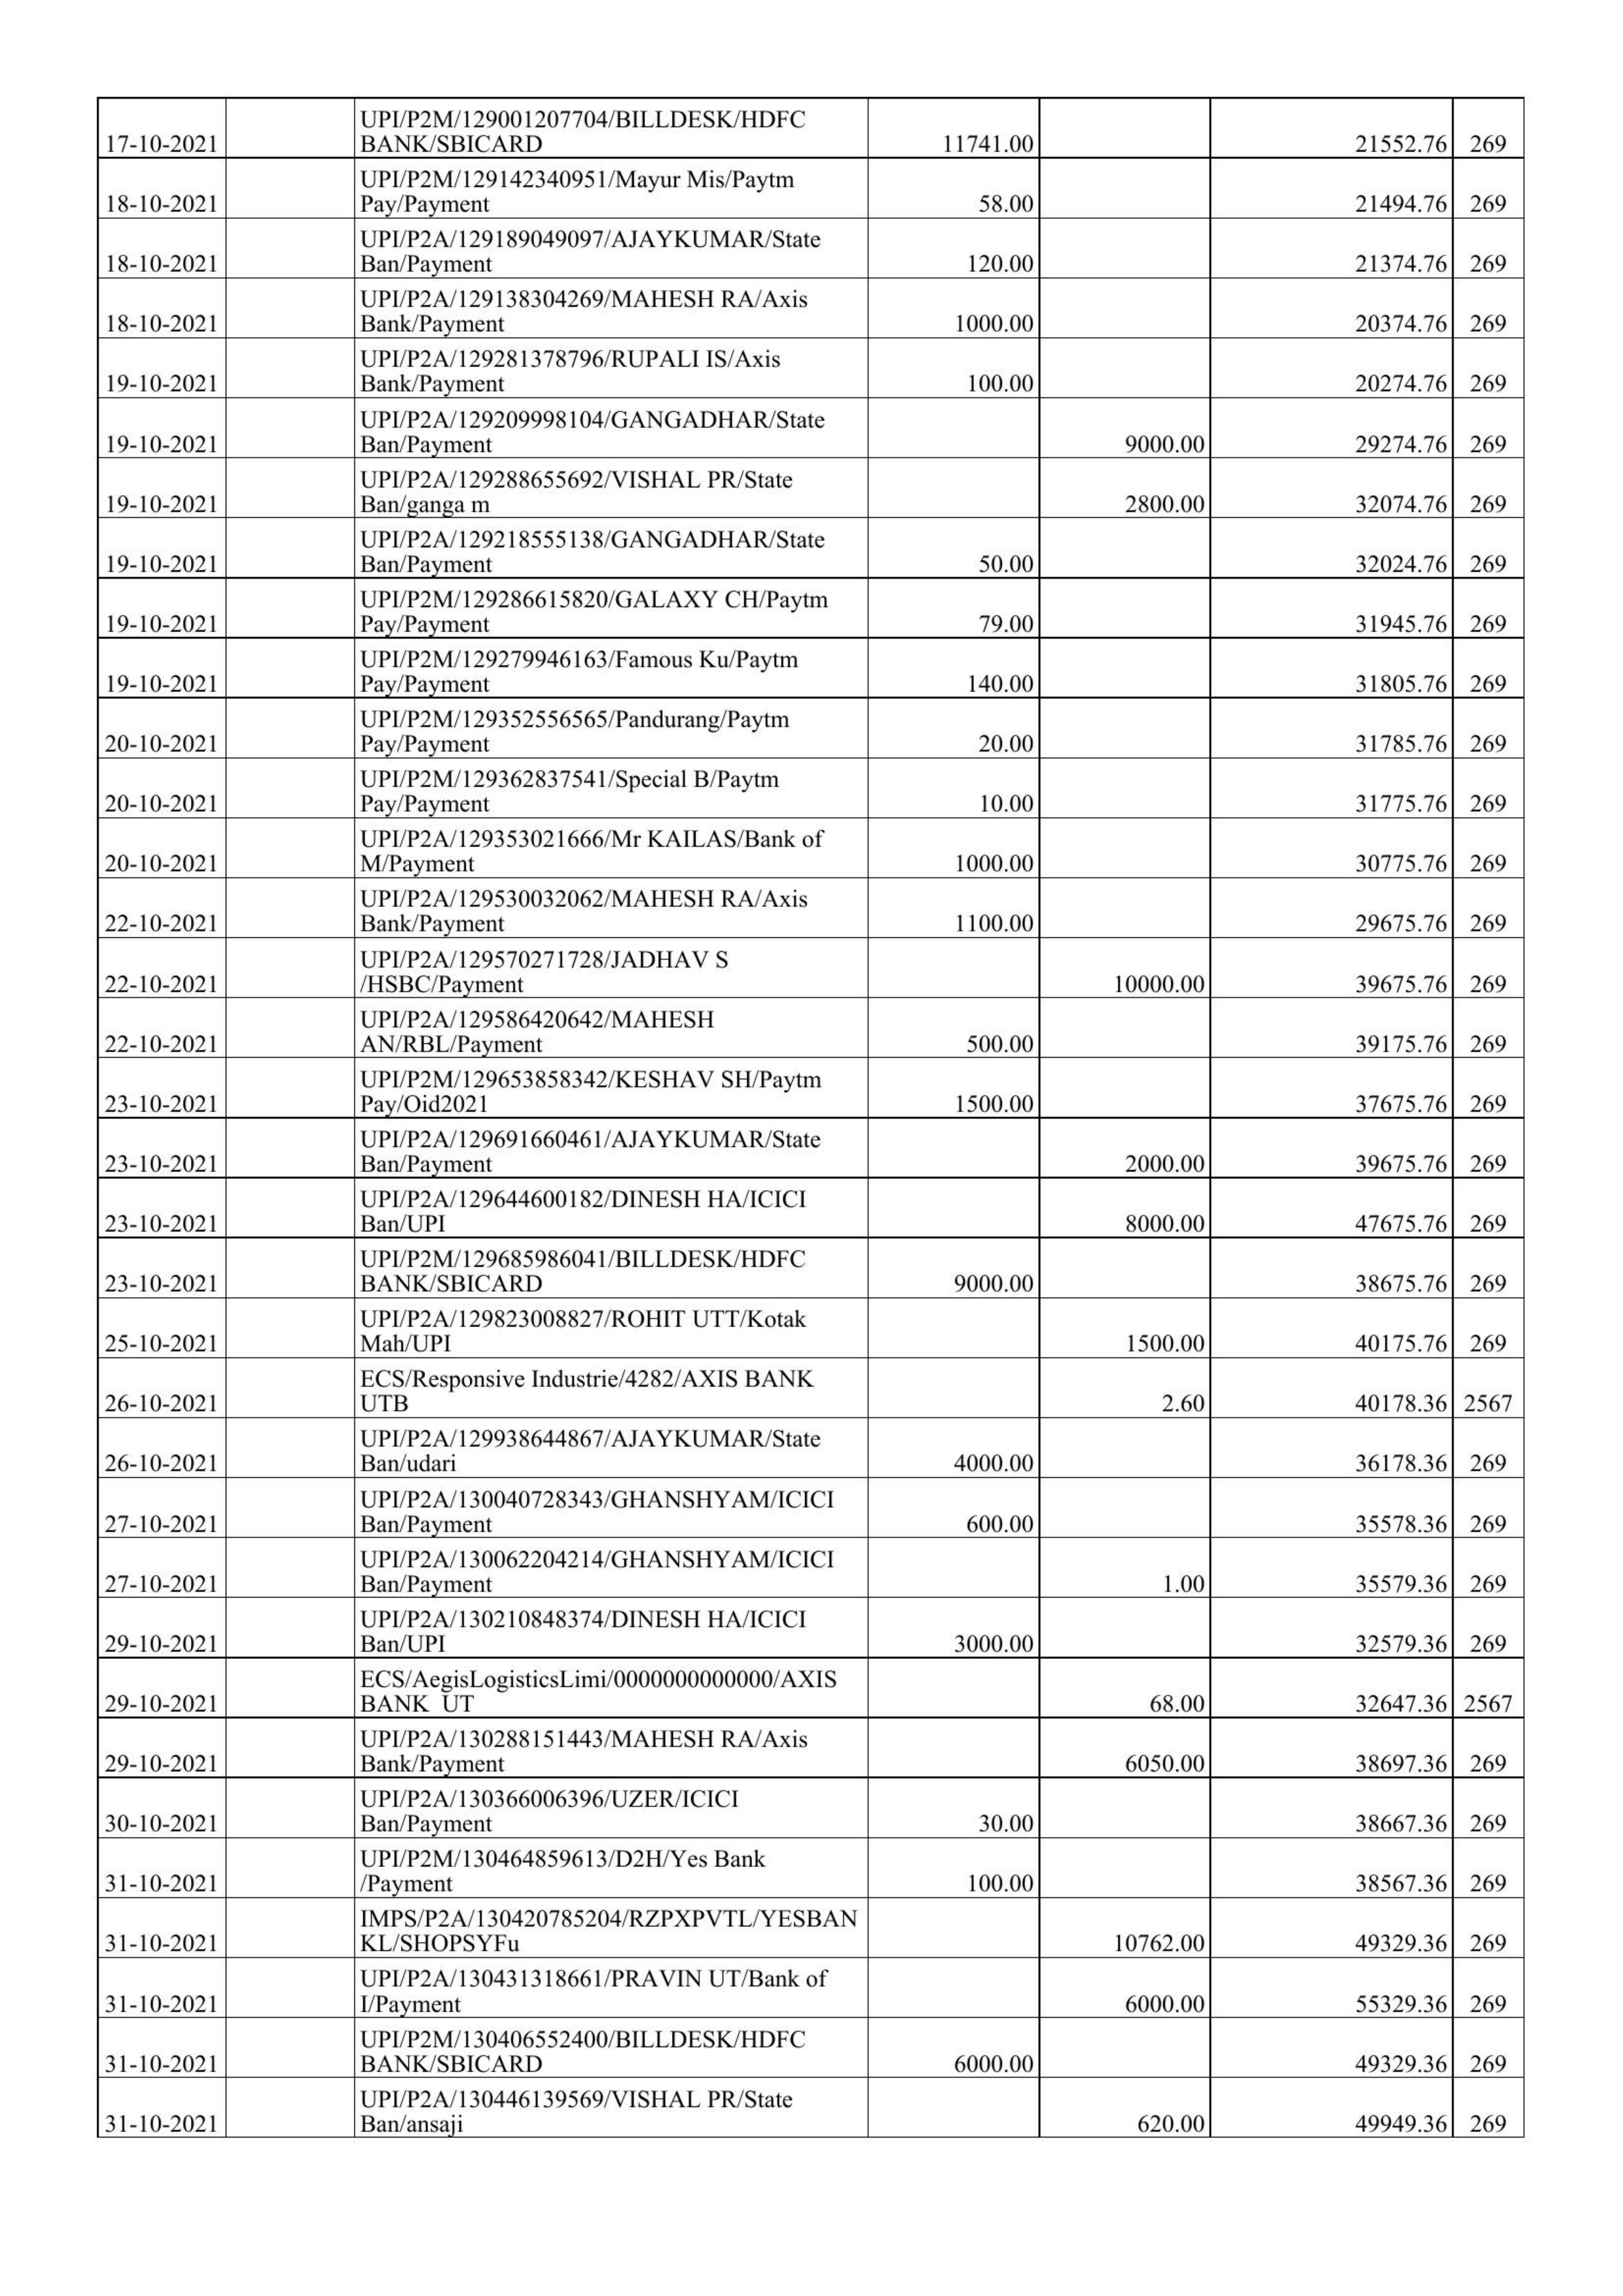 UPI/P2M/129001207704/BILLDESK/HDFC
17-10-2021 BANK/SBICARD 11741.00 21552.76 269
UPI/P2M/129142340951/Mayur Mis/Paytm
18-10-2021 Pay/Payment 58.00 21494.76 269
UPI/P2A/129189049097/AJAYKUMAR/State
18-10-2021 Ban/Payment 120.00 21374.76 269
UPI/P2A/129138304269/MAHESH RA/Axis
18-10-2021 Bank/Payment 1000.00 20374.76 269
UPI/P2A/129281378796/RUPALI IS/Axis
19-10-2021 Bank/Payment 100.00 20274.76 269
UPI/P2A/129209998104/GANGADHAR/State
19-10-2021 Ban/Payment 9000.00 29274.76 269
UPI/P2A/129288655692/VISHAL PR/State
19-10-2021 Ban/ganga m 2800.00 32074.76 269
UPI/P2A/129218555138/GANGADHAR/State
19-10-2021 Ban/Payment 50.00 32024.76 269
UPI/P2M/129286615820/GALAXY CH/Paytm
19-10-2021 Pay/Payment 79.00 31945.76 269
UPI/P2M/129279946163/Famous Ku/Paytm
19-10-2021 Pay/Payment 140.00 31805.76 269
UPI/P2M/129352556565/Pandurang/Paytm
20-10-2021 Pay/Payment 20.00 31785.76 269
UPI/P2M/129362837541/Special B/Paytm
20-10-2021 Pay/Payment 10.00 31775.76 269
UPI/P2A/129353021666/Mr KAILAS/Bank of
20-10-2021 M/Payment 1000.00 30775.76 269
UPI/P2A/129530032062/MAHESH RA/Axis
22-10-2021 Bank/Payment 1100.00 29675.76 269
UPI/P2A/129570271728/JADHAV S
22-10-2021 /HSBC/Payment 10000.00 39675.76 269
UPI/P2A/129586420642/MAHESH
22-10-2021 AN/RBL/Payment 500.00 39175.76 269
UPI/P2M/129653858342/KESHAV SH/Paytm
23-10-2021 Pay/Oid2021 1500.00 37675.76 269
UPI/P2A/129691660461/AJAYKUMAR/State
23-10-2021 Ban/Payment 2000.00 39675.76 269
UPI/P2A/129644600182/DINESH HA/ICICI
23-10-2021 Ban/UPI 8000.00 47675.76 269
UPI/P2M/129685986041/BILLDESK/HDFC
23-10-2021 BANK/SBICARD 9000.00 38675.76 269
UPI/P2A/129823008827/ROHIT UTT/Kotak
25-10-2021 Mah/UPI 1500.00 40175.76 269
ECS/Responsive Industrie/4282/AXIS BANK
26-10-2021 UTB 2.60 40178.36 2567
UPI/P2A/129938644867/AJAYKUMAR/State
26-10-2021 Ban/udari 4000.00 36178.36 269
UPI/P2A/130040728343/GHANSHYAM/ICICI
27-10-2021 Ban/Payment 600.00 35578.36 269
UPI/P2A/130062204214/GHANSHYAM/ICICI
27-10-2021 Ban/Payment 1.00 35579.36 269
UPI/P2A/130210848374/DINESH HA/ICICI
29-10-2021 Ban/UPI 3000.00 32579.36 269
ECS/AegisLogisticsLimi/0000000000000/AXIS
29-10-2021 BANK UT 68.00 32647.36 2567
UPI/P2A/130288151443/MAHESH RA/Axis
29-10-2021 Bank/Payment 6050.00 38697.36 269
UPI/P2A/130366006396/UZER/ICICI
30-10-2021 Ban/Payment 30.00 38667.36 269
UPI/P2M/130464859613/D2H/Yes Bank
31-10-2021 /Payment 100.00 38567.36 269
IMPS/P2A/130420785204/RZPXPVTL/YESBAN
31-10-2021 KL/SHOPSYFu 10762.00 49329.36 269
UPI/P2A/130431318661/PRAVIN UT/Bank of
31-10-2021 I/Payment 6000.00 55329.36 269
UPI/P2M/130406552400/BILLDESK/HDFC
31-10-2021 BANK/SBICARD 6000.00 49329.36 269
UPI/P2A/130446139569/VISHAL PR/State
31-10-2021 Ban/ansaji 620.00 49949.36 269